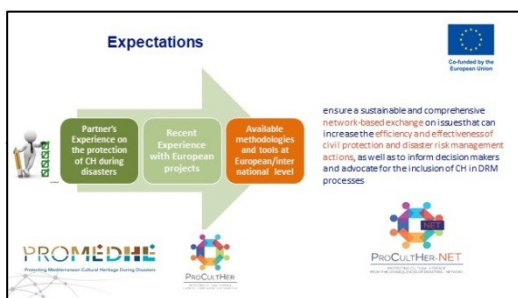 Expectations
Co-funded by the
European Union
Partner's
Experience on
the protection
of CH during
disasters
Recent
Experience
with European
projects
Available
methodologies
and tools at
European/inter
national level
ensure a sustainable and comprehensive
network-based exchange on issues that can
increase the efficiency and effectiveness of
civil protection and disaster risk management
actions, as well as to inform decision makers
and advocate for the inclusion of CH in DRM
processes
PROMEDHE
Promoting Mediterranean Cultural Heritage During Disasters
PROCULTHER
NET
PROCULTHER-NET